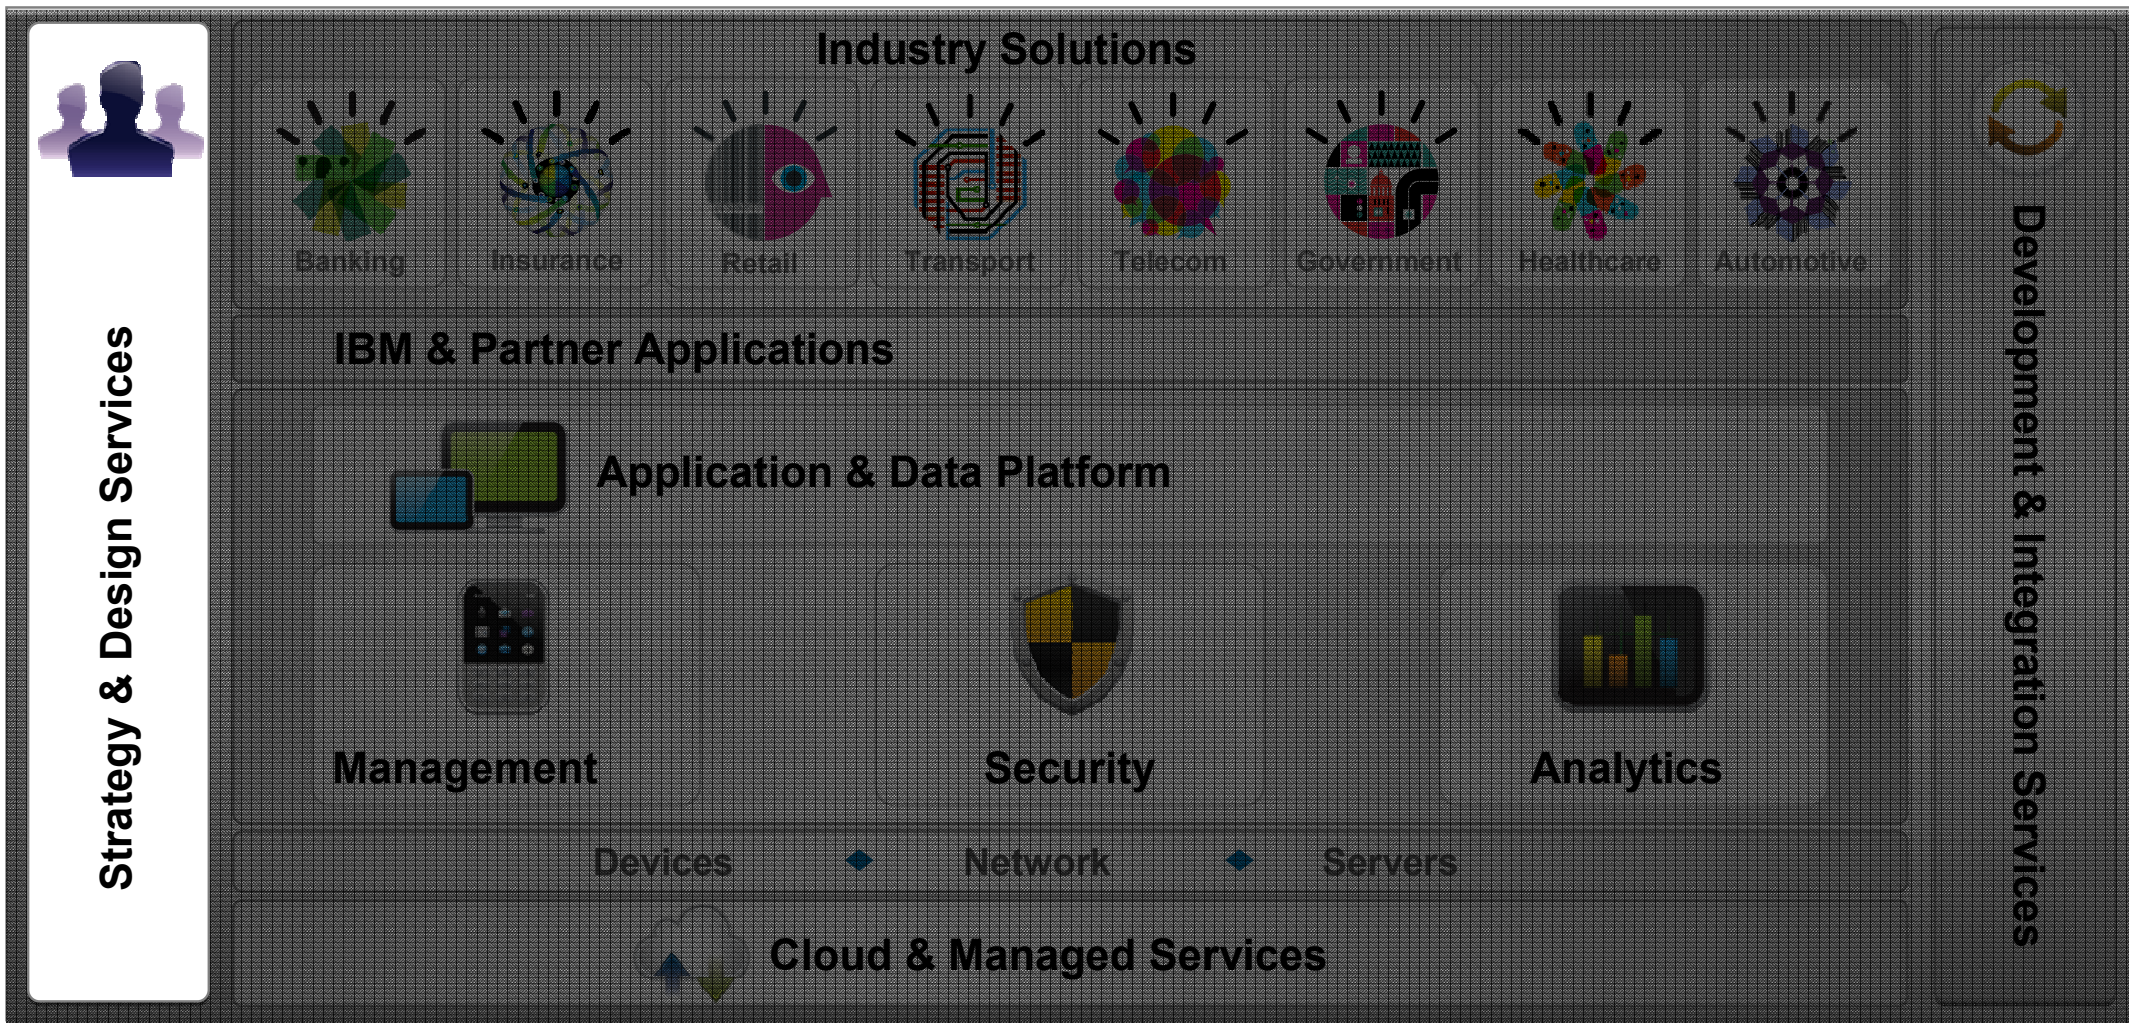 Strategy & Design Services
Industry Solutions
Banking
Insurance
Retail
Transport
Telecom
Government
Healthcare
Automotive
IBM & Partner Applications
Application & Data Platform
Management
Security
Analytics
Devices
Network
Servers
Cloud & Managed Services
Development & Integration Services